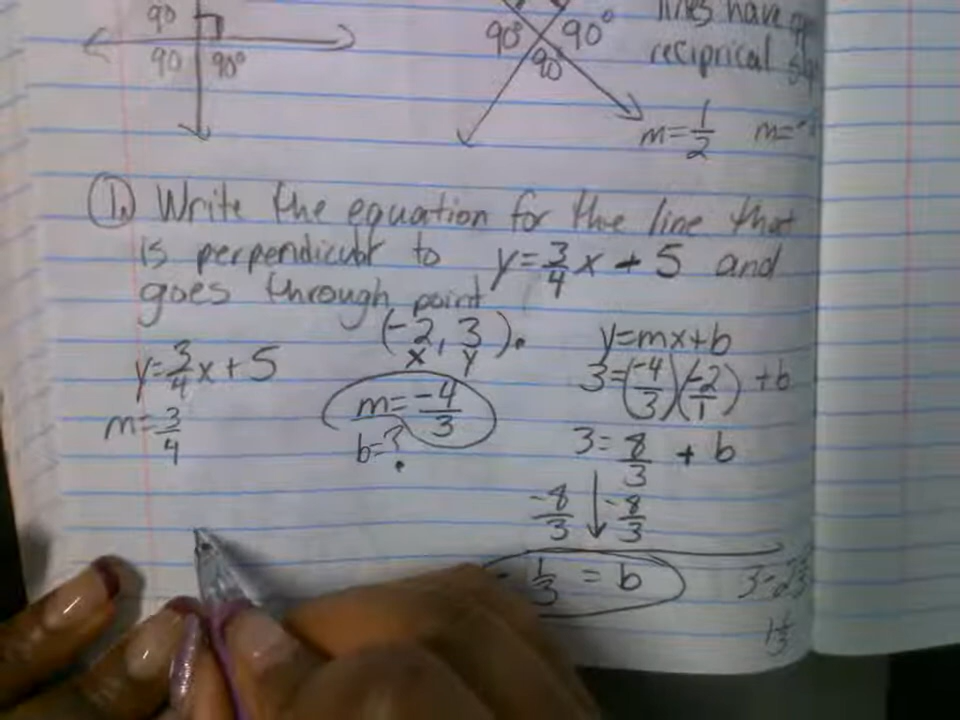 90
90 90°
90° 90°
90
lines have
reciprical
m=1/2 m=-
1. Write the equation for the line that
is perpendicular to y=3/4x+5 and
goes through point
(-2, 3).
x y
y=3/4x+5
m=3/4
m=-4/3
b=?
y=mx+b
3=(-4/3)(-2/1)+b
3=8/3 + b
-8/3 -8/3
1/3 = b